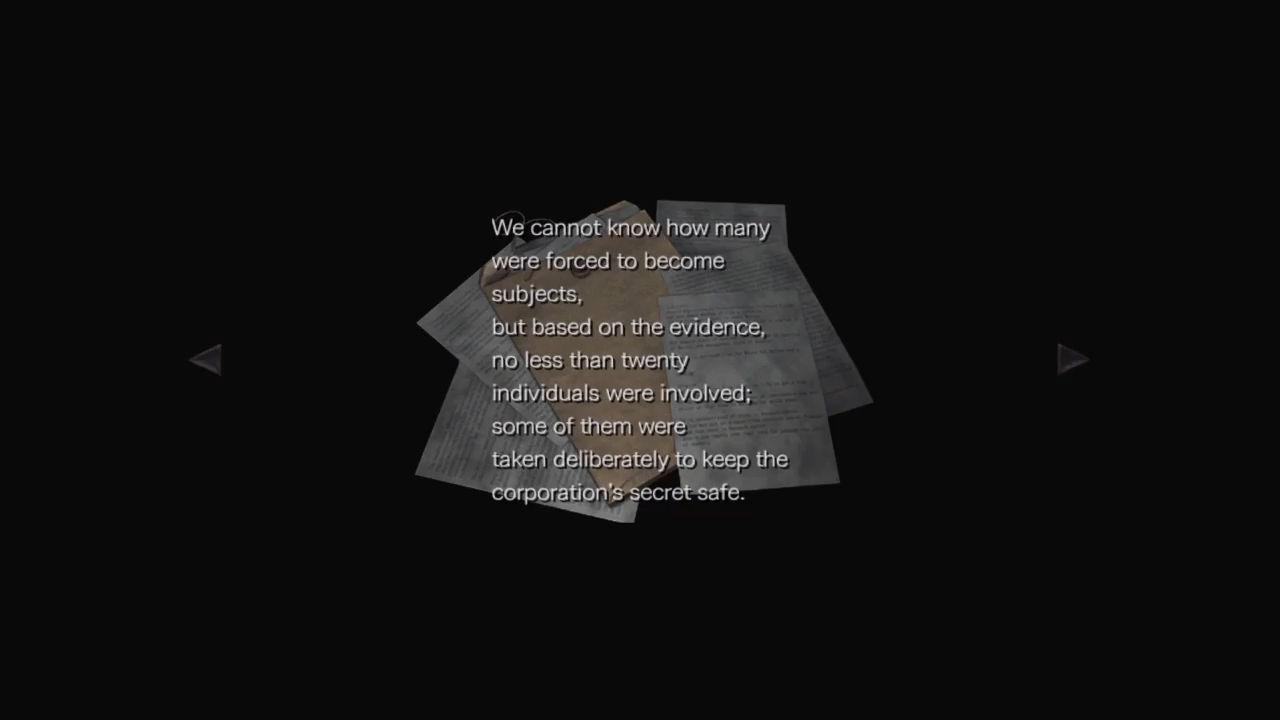 We cannot know how many
were forced to become
subjects,
but based on the evidence,
no less than twenty
individuals were involved;
some of them were
taken deliberately to keep the
corporation's secret safe.